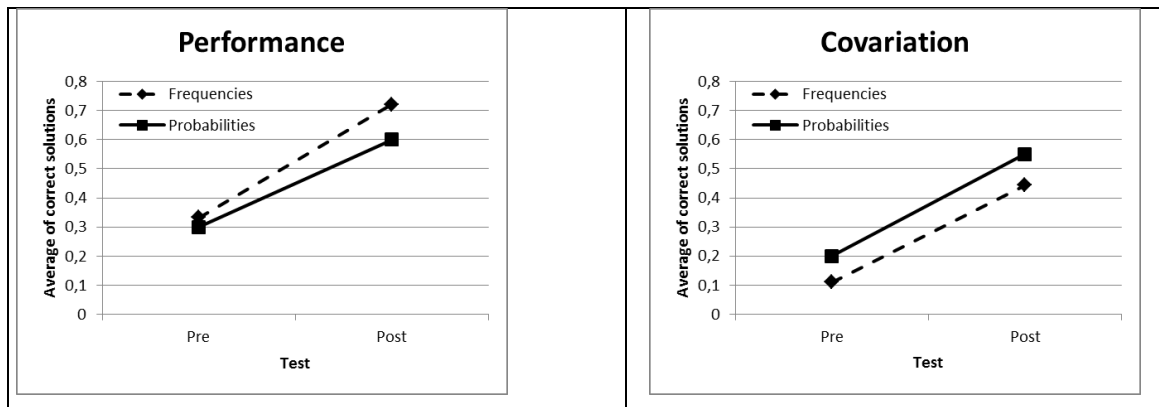 Performance
0,8
0,7
0,6
0,5
0,4
0,3
0,2
0,1
0
Average of correct solutions
Frequencies
Probabilities
Pre
Post
Test
Covariation
0,8
0,7
0,6
0,5
0,4
0,3
0,2
0,1
0
Average of correct solutions
Frequencies
Probabilities
Pre
Post
Test